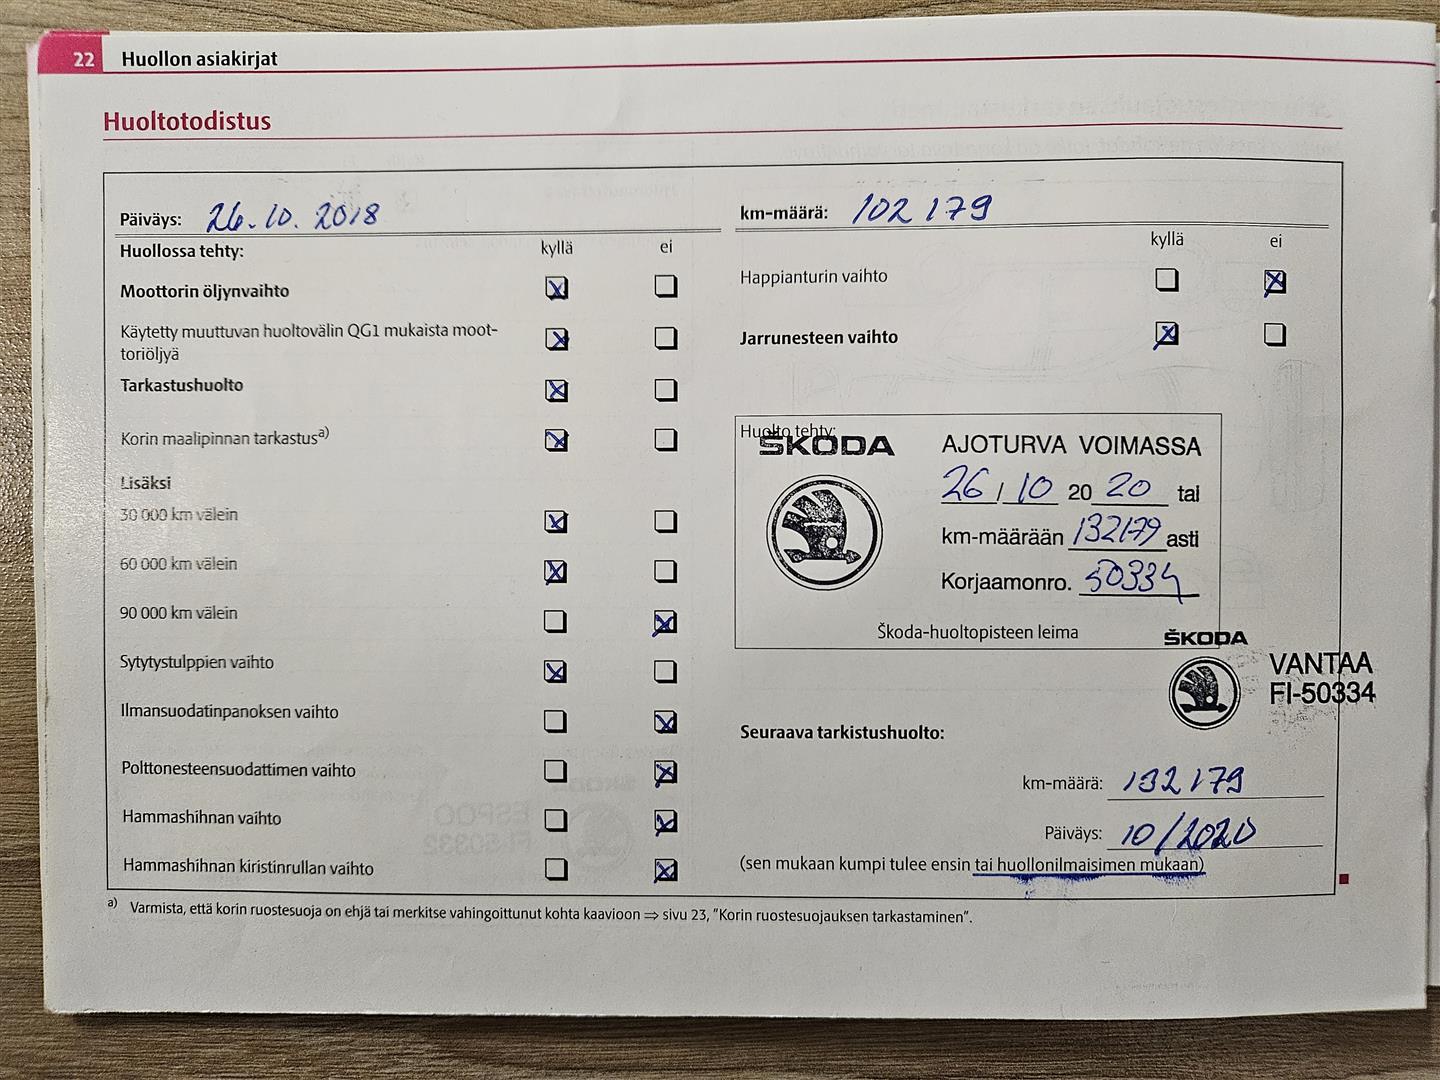 22 Huollon asiakirjat
Huoltotodistus
Päiväys: 26.10.2018
Huollossa tehty: kyllä ei
Moottorin öljynvaihto
Käytetty muuttuvan huoltovälin QG1 mukaista moot-
toriöljyä
Tarkastushuolto
Korin maalipinnan tarkastus a)
Lisäksi
30 000 km välein
60 000 km välein
90 000 km välein
Sytytystulppien vaihto
Ilmansuodatinpanoksen vaihto
Polttonesteensuodattimen vaihto
Hammashihnan vaihto
Hammashihnan kiristinrullan vaihto
km-määrä: 102179
kyllä ei
Happianturin vaihto
Jarrunesteen vaihto
Huolto tehty:
ŠKODA AJOTURVA VOIMASSA
26 / 10 20 20 tai
km-määrään 132179 asti
Korjaamonro. 50334
Škoda-huoltopisteen leima
ŠKODA
VANTAA
FI-50334
Seuraava tarkistushuolto:
km-määrä: 132179
Päiväys: 10/2020
(sen mukaan kumpi tulee ensin tai huollonilmaisimen mukaan)
a) Varmista, että korin ruostesuoja on ehjä tai merkitse vahingoittunut kohta kaavioon ⇒ sivu 23, "Korin ruostesuojauksen tarkastaminen".